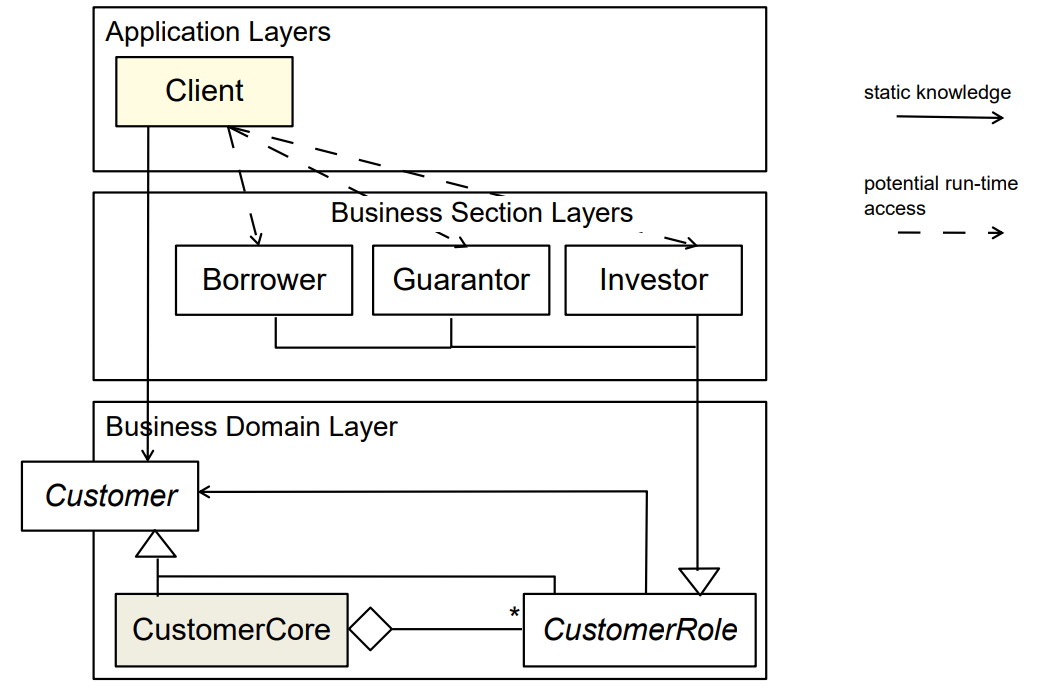 Application Layers
Client
static knowledge
potential run-time
access
Business Section Layers
Borrower
Guarantor
Investor
Business Domain Layer
Customer
CustomerCore
*
CustomerRole